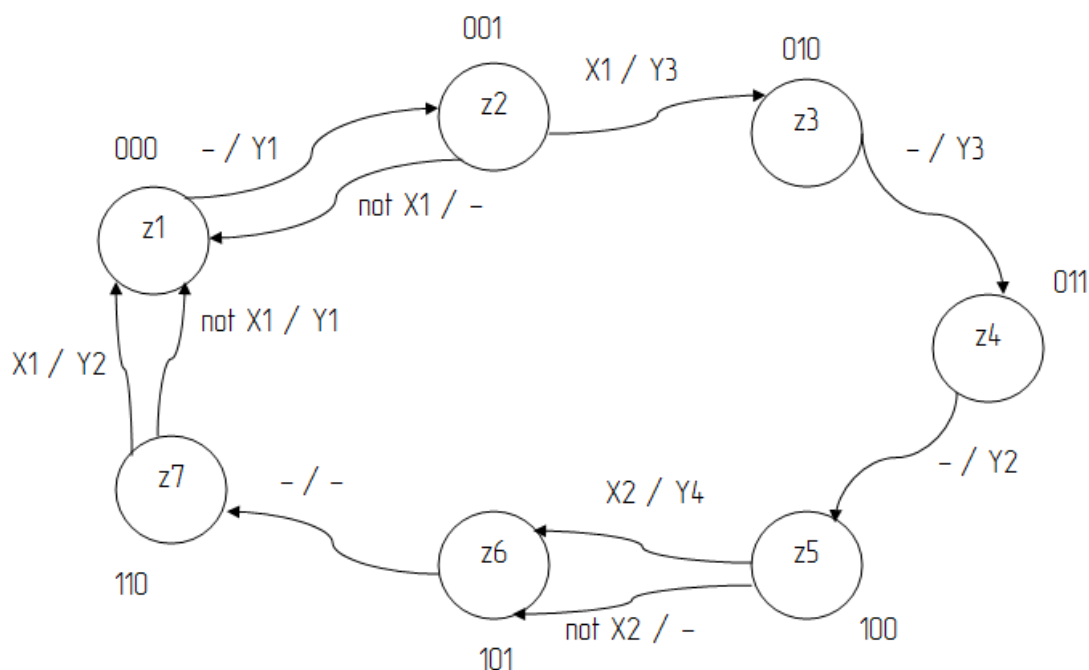 001
X1 / Y3
010
z2
z3
000
- / Y1
- / Y3
not X1 / -
z1
011
not X1 / Y1
z4
X1 / Y2
- / Y2
z7
- / -
X2 / Y4
z6
z5
110
not X2 / -
100
101